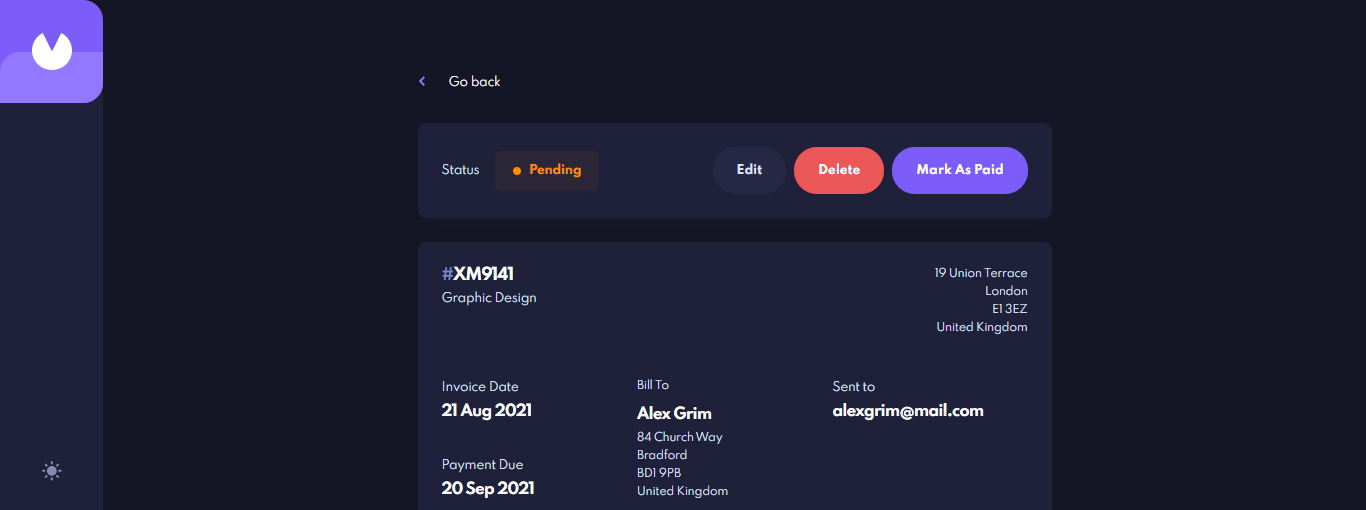 Go back
Status
Pending
Edit
Delete
Mark As Paid
#XM9141
Graphic Design
19 Union Terrace
London
E1 3EZ
United Kingdom
Invoice Date
21 Aug 2021
Payment Due
20 Sep 2021
Bill To
Alex Grim
84 Church Way
Bradford
BD1 9PB
United Kingdom
Sent to
alexgrim@mail.com